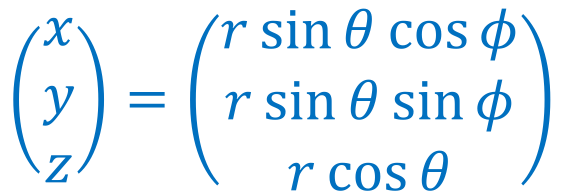 x = r sin θ cos ϕ
y = r sin θ sin ϕ
z = r cos θ